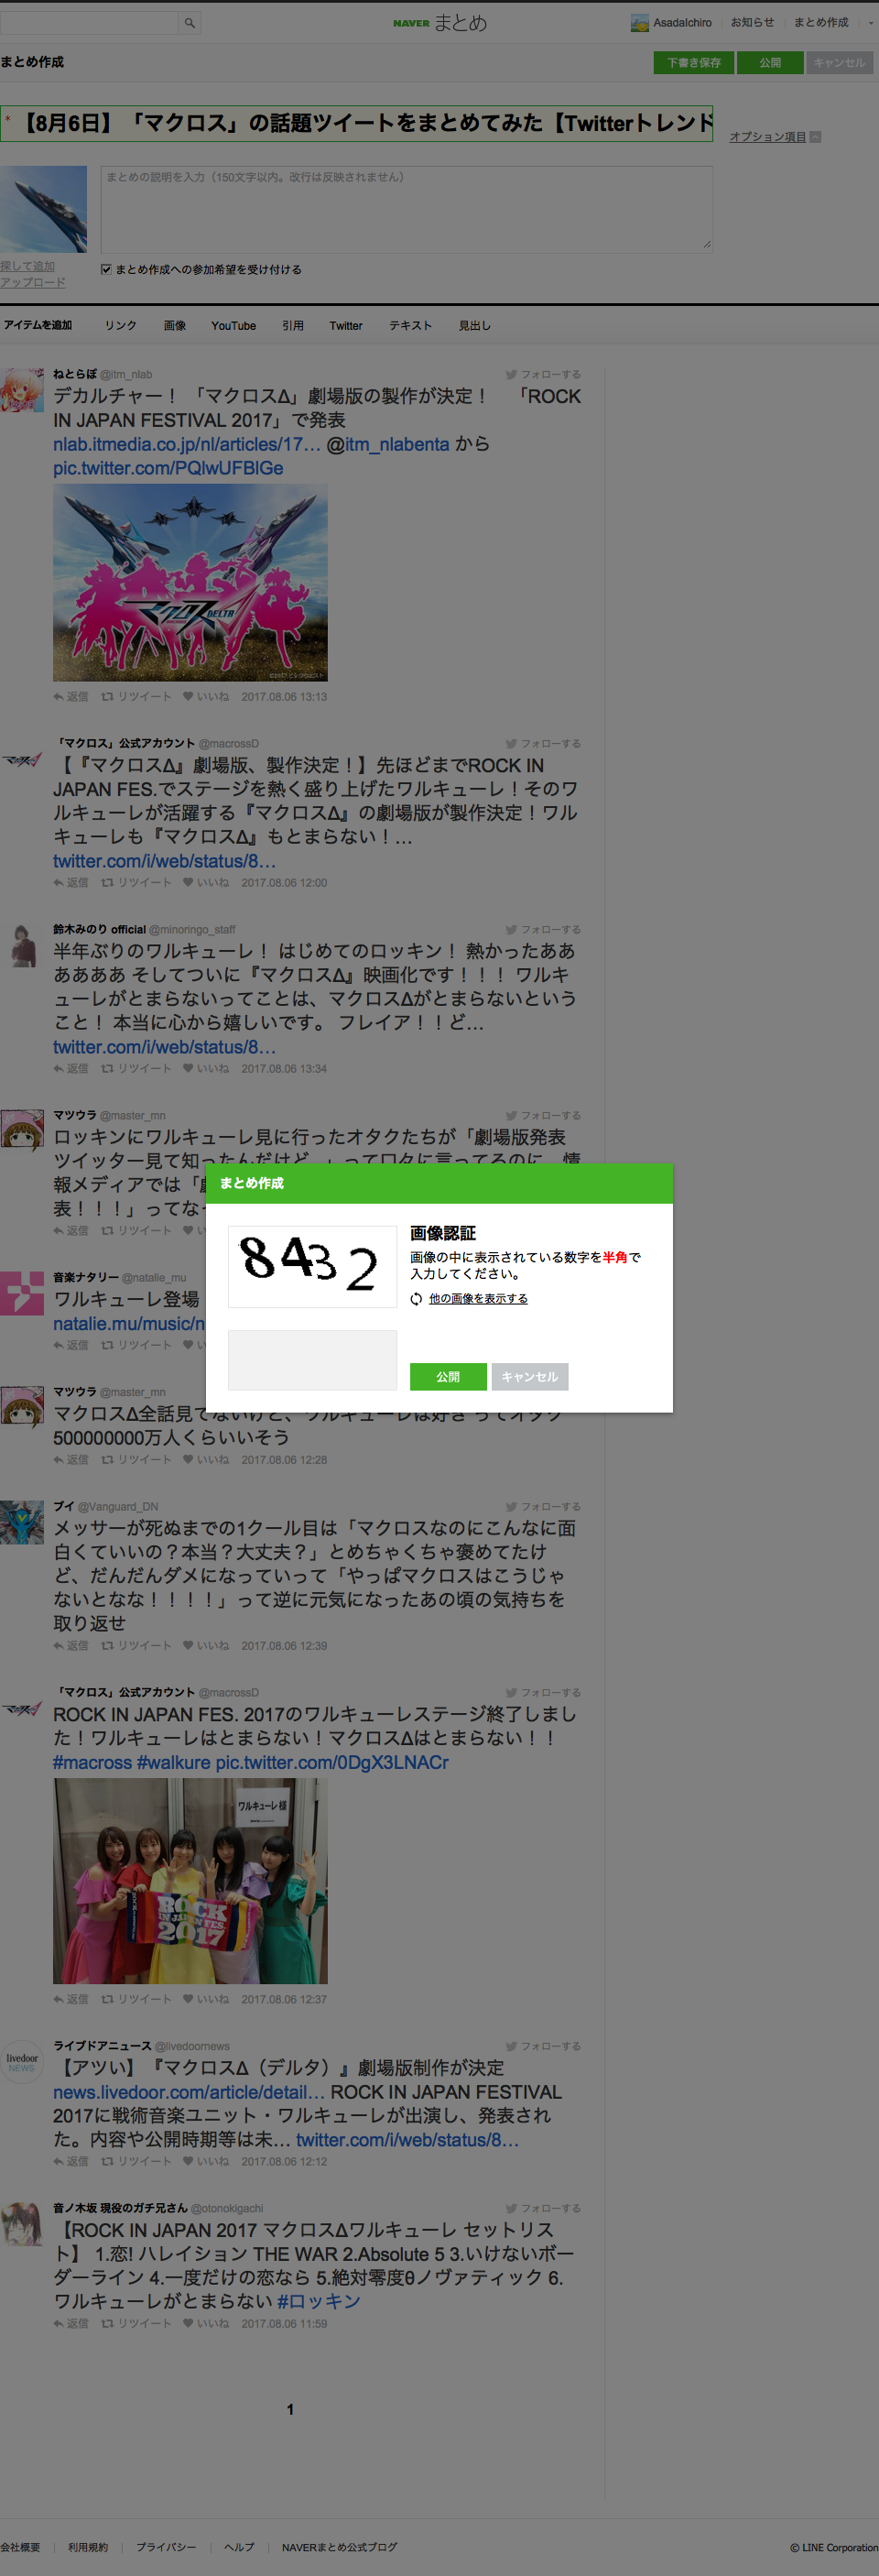 NAVER まとめ
AsadaIchiro
お知らせ
まとめ作成
まとめ作成
下書き保存
公開
キャンセル
* 【8月6日】「マクロス」の話題ツイートをまとめてみた【Twitterトレンド
オプション項目
まとめの説明を入力（150文字以内。改行は反映されません）
探して追加
アップロード
まとめ作成への参加希望を受け付ける
アイテムを追加
リンク
画像
YouTube
引用
Twitter
テキスト
見出し
ねとらぼ @itm_nlab
フォローする
デカルチャー！ 「マクロスΔ」劇場版の製作が決定！ 「ROCK
IN JAPAN FESTIVAL 2017」で発表
nlab.itmedia.co.jp/nl/articles/17… @itm_nlabenta から
pic.twitter.com/PQlwUFBlGe
マクロス DELTA
返信 リツイート いいね 2017.08.06 13:13
「マクロス」公式アカウント @macrossD
フォローする
【『マクロスΔ』劇場版、製作決定！】先ほどまでROCK IN
JAPAN FES.でステージを熱く盛り上げたワルキューレ！そのワ
ルキューレが活躍する『マクロスΔ』の劇場版が製作決定！ワル
キューレも『マクロスΔ』もとまらない！…
twitter.com/i/web/status/8…
返信 リツイート いいね 2017.08.06 12:00
鈴木みのり official @minoringo_staff
フォローする
半年ぶりのワルキューレ！ はじめてのロッキン！ 熱かったああ
ああああ そしてついに『マクロスΔ』映画化です！！！ ワルキ
ューレがとまらないってことは、マクロスΔがとまらないという
こと！ 本当に心から嬉しいです。 フレイア！！ど…
twitter.com/i/web/status/8…
返信 リツイート いいね 2017.08.06 13:34
マツウラ @master_mn
フォローする
ロッキンにワルキューレ見に行ったオタクたちが「劇場版発表
ツイッター見て知ったんだけど…」って口々に言ってるのに、情
報メディアでは「
表！！！」ってなっ
返信 リツイート
まとめ作成
8432
画像認証
画像の中に表示されている数字を半角で
入力してください。
他の画像を表示する
公開
キャンセル
音楽ナタリー @natalie_mu
ワルキューレ登場
natalie.mu/music/n
返信 リツイート
マツウラ @master_mn
マクロスΔ全話見てないけど、ワルキューレは好き ってオタク
500000000万人くらいいそう
返信 リツイート いいね 2017.08.06 12:28
ブイ @Vanguard_DN
フォローする
メッサーが死ぬまでの1クール目は「マクロスなのにこんなに面
白くていいの？本当？大丈夫？」とめちゃくちゃ褒めてたけ
ど、だんだんダメになっていって「やっぱマクロスはこうじゃ
ないとなな！！！！」って逆に元気になったあの頃の気持ちを
取り返せ
返信 リツイート いいね 2017.08.06 12:39
「マクロス」公式アカウント @macrossD
フォローする
ROCK IN JAPAN FES. 2017のワルキューレステージ終了しまし
た！ワルキューレはとまらない！マクロスΔはとまらない！！
#macross #walkure pic.twitter.com/0DgX3LNACr
ワルキューレ 様
ROCK
IN JAPAN FES.
2017
返信 リツイート いいね 2017.08.06 12:37
livedoor
NEWS
ライブドアニュース @livedoornews
フォローする
【アツい】『マクロスΔ（デルタ）』劇場版制作が決定
news.livedoor.com/article/detail… ROCK IN JAPAN FESTIVAL
2017に戦術音楽ユニット・ワルキューレが出演し、発表され
た。内容や公開時期等は未… twitter.com/i/web/status/8…
返信 リツイート いいね 2017.08.06 12:12
音ノ木坂 現役のガチ兄さん @otonokigachi
フォローする
【ROCK IN JAPAN 2017 マクロスΔワルキューレ セットリス
ト】 1.恋! ハレイション THE WAR 2.Absolute 5 3.いけないボー
ダーライン 4.一度だけの恋なら 5.絶対零度θノヴァティック 6.
ワルキューレがとまらない #ロッキン
返信 リツイート いいね 2017.08.06 11:59
1
会社概要
利用規約
プライバシー
ヘルプ
NAVERまとめ公式ブログ
© LINE Corporation